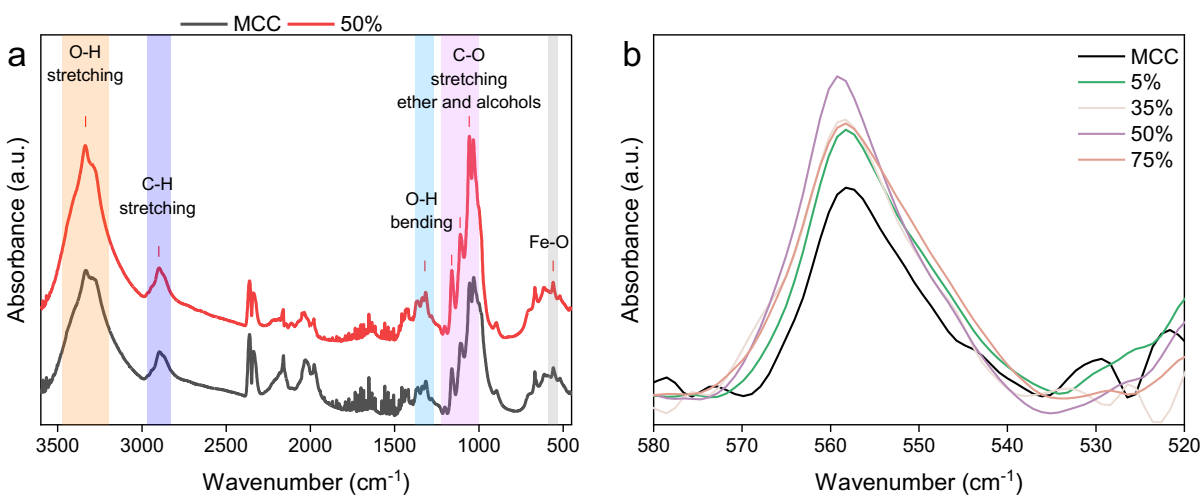 MCC 50%
a
O-H
stretching
C-H
stretching
O-H
bending
C-O
stretching
ether and alcohols
Fe-O
Absorbance (a.u.)
3500 3000 2500 2000 1500 1000 500
Wavenumber (cm⁻¹)
b
MCC
5%
35%
50%
75%
Absorbance (a.u.)
580 570 560 550 540 530 520
Wavenumber (cm⁻¹)